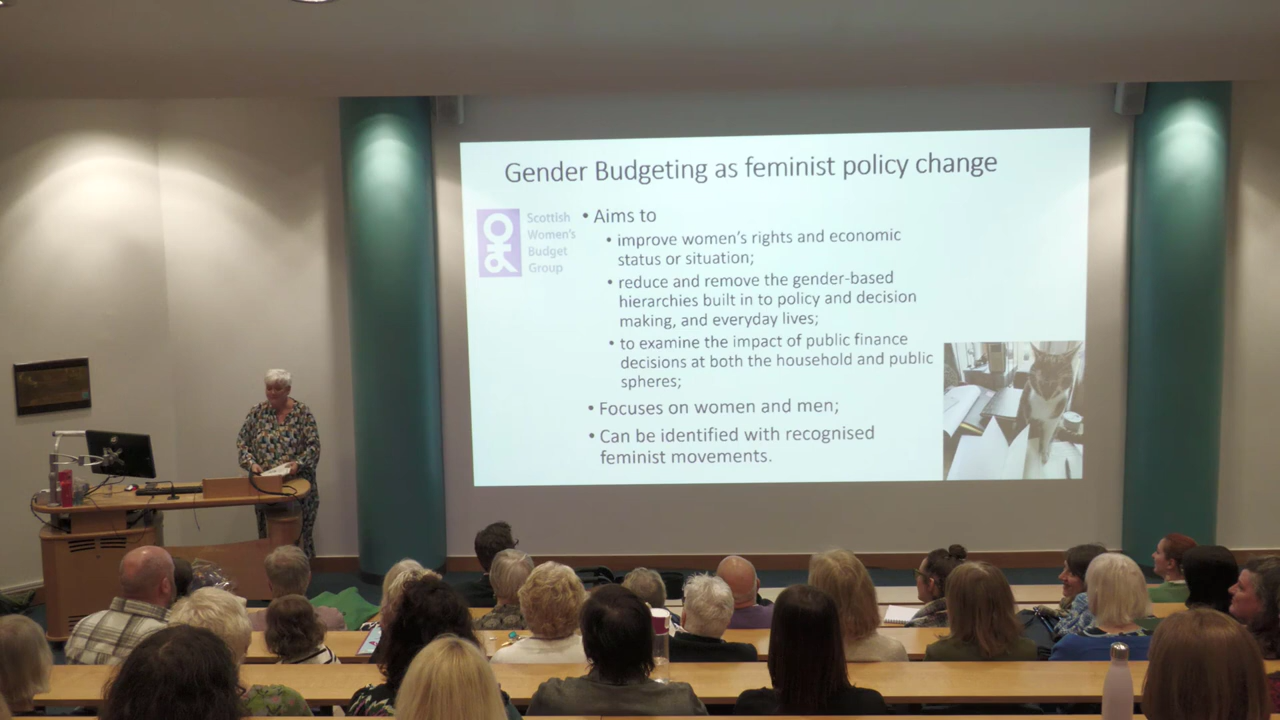 Gender Budgeting as feminist policy change
Scottish
Women's
Budget
Group
• Aims to
• improve women's rights and economic
status or situation;
• reduce and remove the gender-based
hierarchies built in to policy and decision
making, and everyday lives;
• to examine the impact of public finance
decisions at both the household and public
spheres;
• Focuses on women and men;
• Can be identified with recognised
feminist movements.